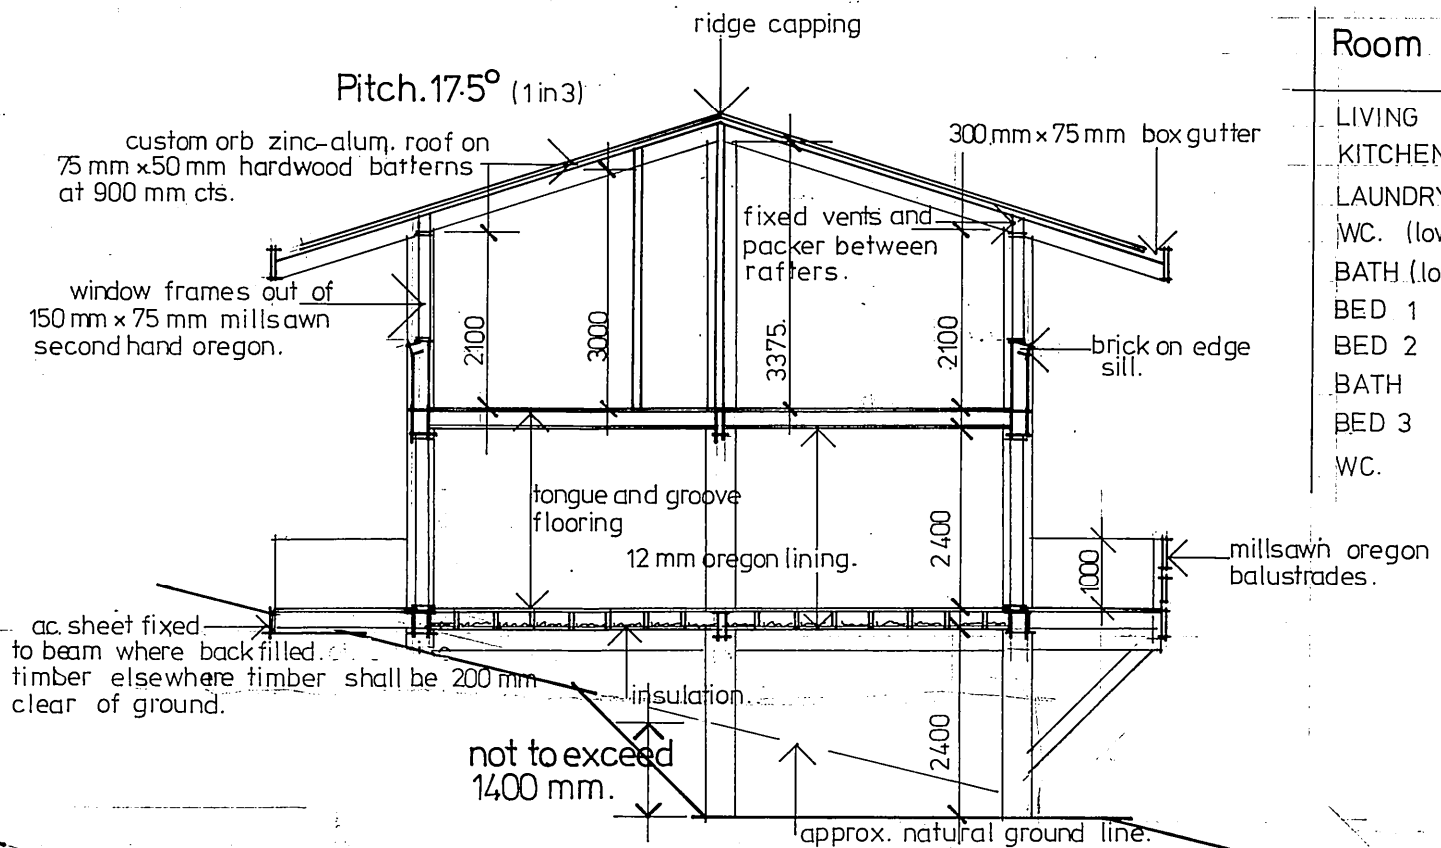 ridge capping
Pitch.17.5° (1 in 3)
custom orb zinc-alum. roof on
75 mm x 50 mm hardwood batterns
at 900 mm cts.
300 mm x 75 mm box gutter
fixed vents and
packer between
rafters.
window frames out of
150 mm x 75 mm millsawn
second hand oregon.
2100
3000
3375.
2100
brick on edge
sill.
tongue and groove
flooring
12 mm oregon lining.
2400
1000
millsawn oregon
balustrades.
ac. sheet fixed
to beam where backfilled.
timber elsewhere timber shall be 200 mm
clear of ground.
insulation.
not to exceed
1400 mm.
2400
approx. natural ground line.
Room
LIVING
KITCHEN
LAUNDRY
WC. (low
BATH (lo
BED 1
BED 2
BATH
BED 3
WC.